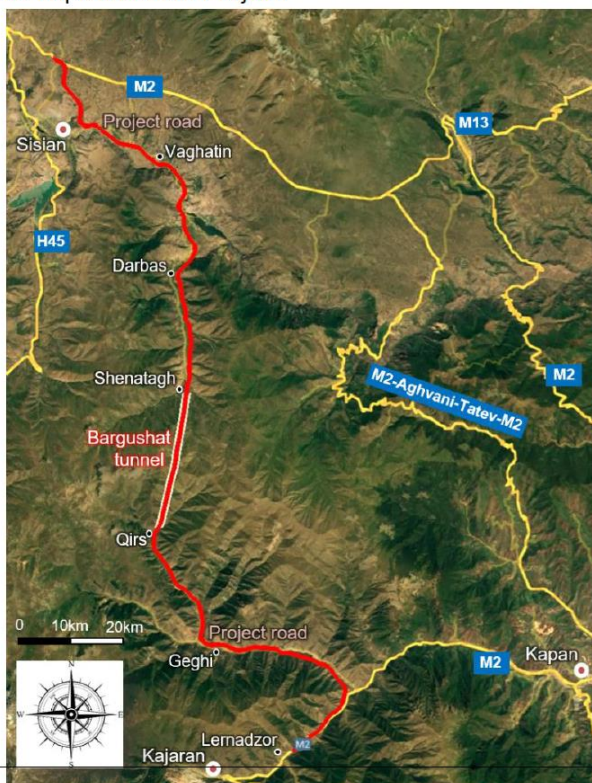 M2
M13
Project road
Sisian
Vaghatin
H45
Darbas
M2
M2-Aghvani-Tatev-M2
Shenatagh
Bargushat
tunnel
Qirs
0 10km 20km
Project road
Geghi
M2
Kapan
N
W E
S
Lernadzor
M2
Kajaran